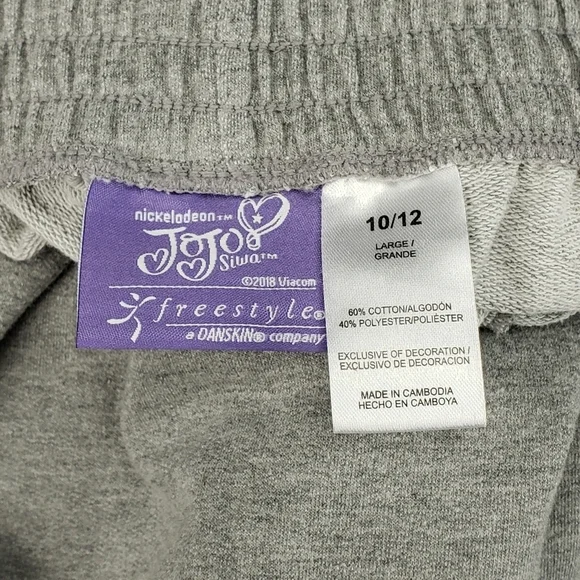 nickelodeon™
JoJo
Siwa™
©2018 Viacom
freestyle®
a DANSKIN® company
10/12
LARGE /
GRANDE
60% COTTON/ALGODÓN
40% POLYESTER/POLIÉSTER
EXCLUSIVE OF DECORATION /
EXCLUSIVO DE DECORACION
MADE IN CAMBODIA
HECHO EN CAMBOYA